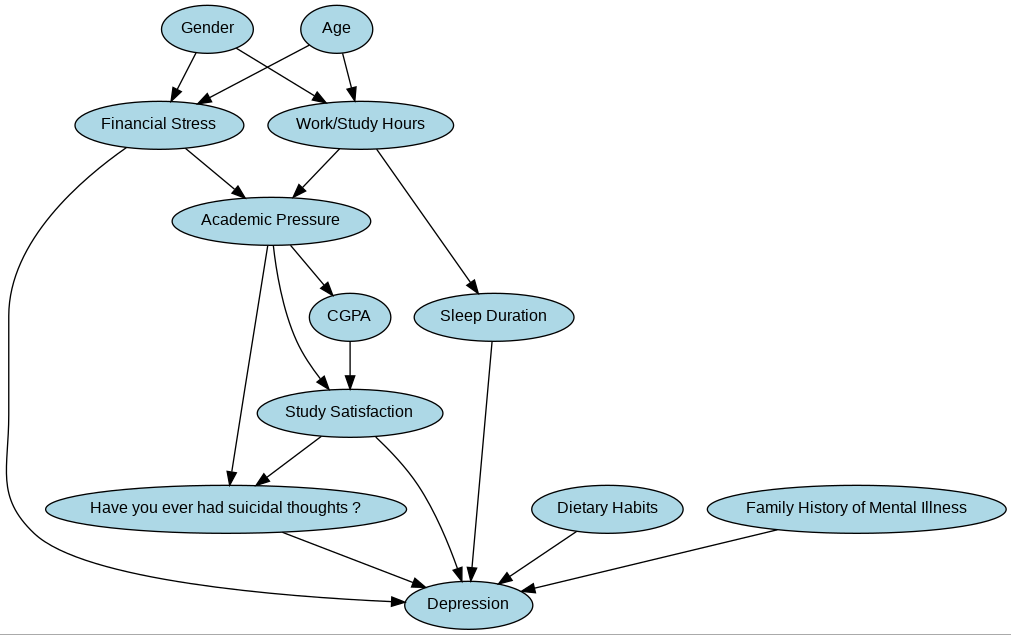 Gender
Age
Financial Stress
Work/Study Hours
Academic Pressure
CGPA
Sleep Duration
Study Satisfaction
Have you ever had suicidal thoughts ?
Dietary Habits
Family History of Mental Illness
Depression